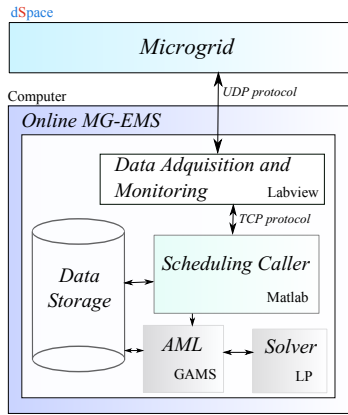 dSpace
Microgrid
UDP protocol
Computer
Online MG-EMS
Data Adquisition and
Monitoring
Labview
TCP protocol
Data
Storage
Scheduling Caller
Matlab
AML
GAMS
Solver
LP